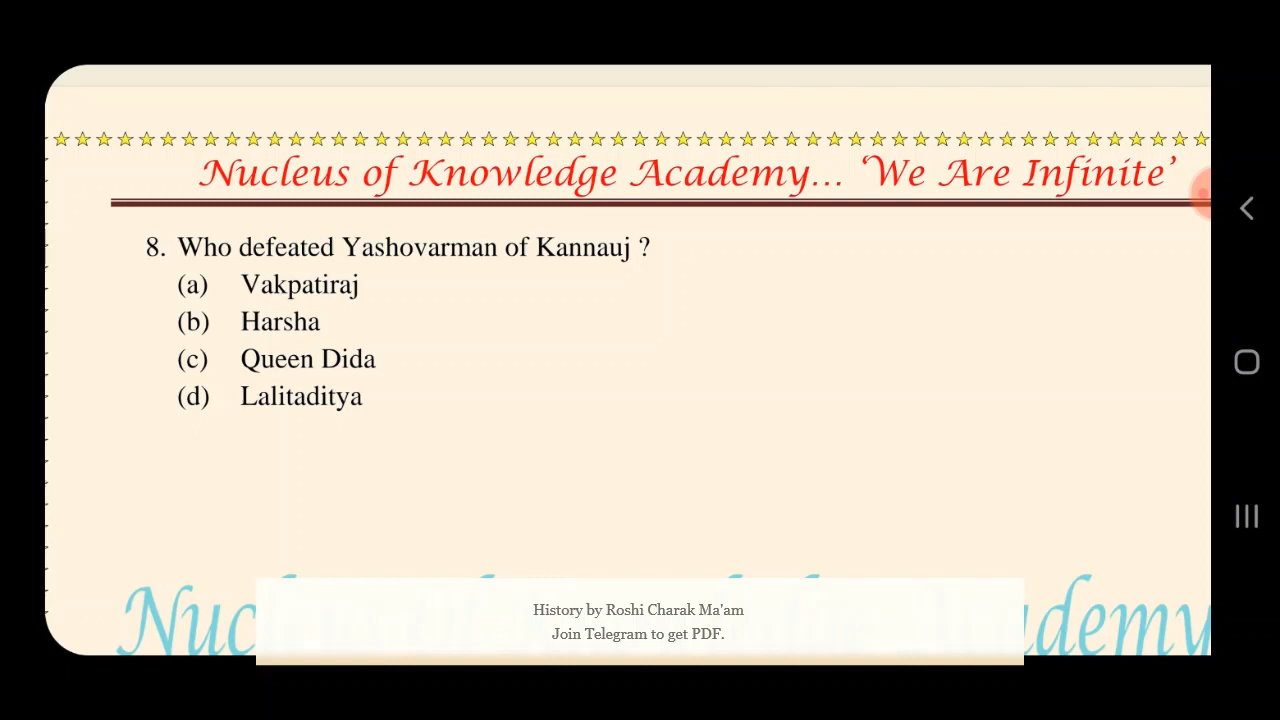 Nucleus of Knowledge Academy... ‘We Are Infinite’
8. Who defeated Yashovarman of Kannauj ?
(a) Vakpatiraj
(b) Harsha
(c) Queen Dida
(d) Lalitaditya
History by Roshi Charak Ma'am
Join Telegram to get PDF.